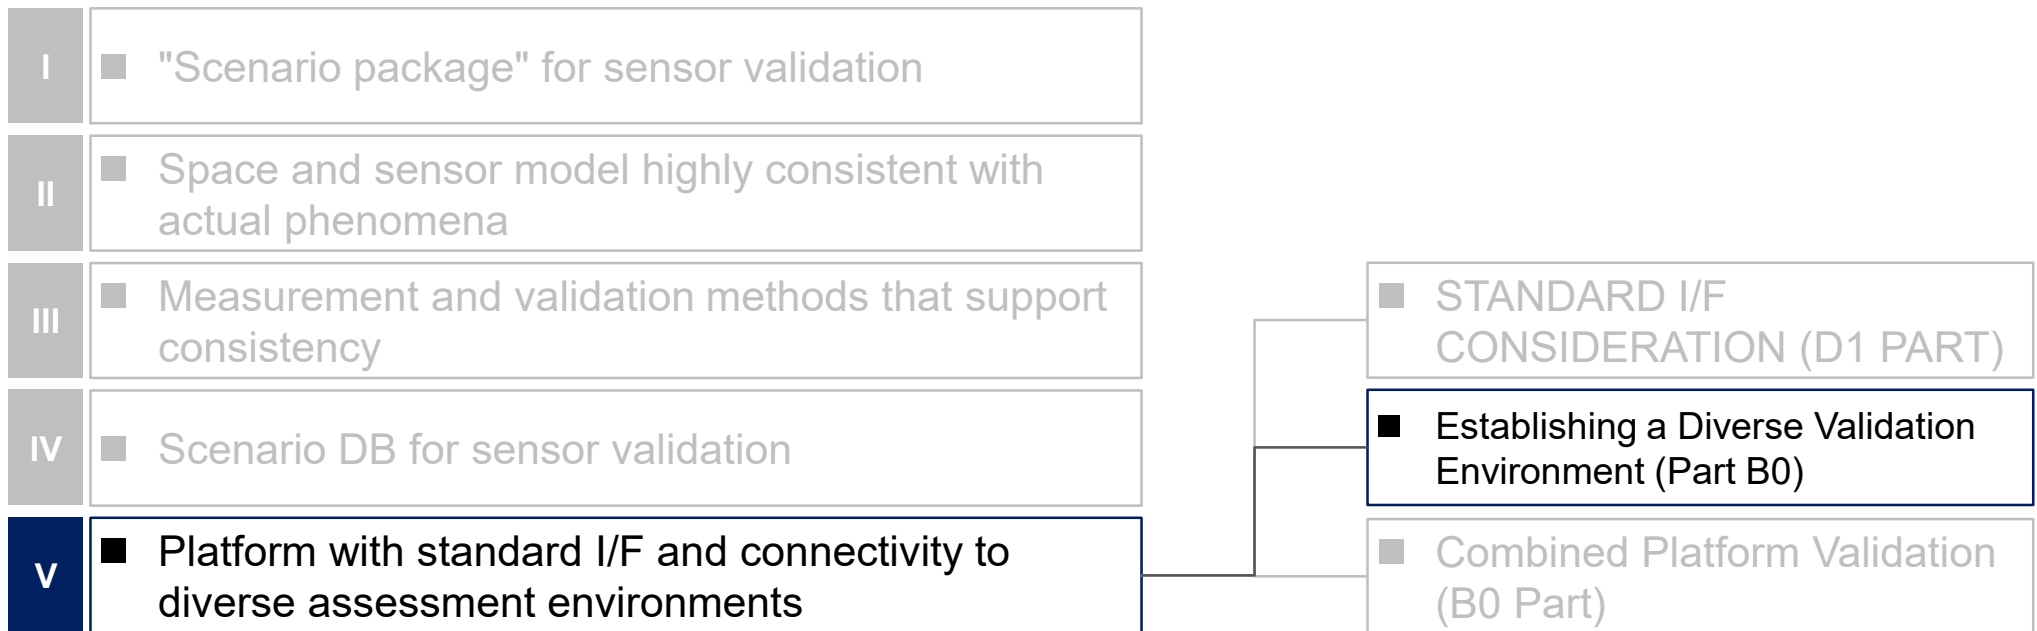 I
■ "Scenario package" for sensor validation
II
■ Space and sensor model highly consistent with
actual phenomena
III
■ Measurement and validation methods that support
consistency
IV
■ Scenario DB for sensor validation
V
■ Platform with standard I/F and connectivity to
diverse assessment environments
■ STANDARD I/F
CONSIDERATION (D1 PART)
■ Establishing a Diverse Validation
Environment (Part B0)
■ Combined Platform Validation
(B0 Part)